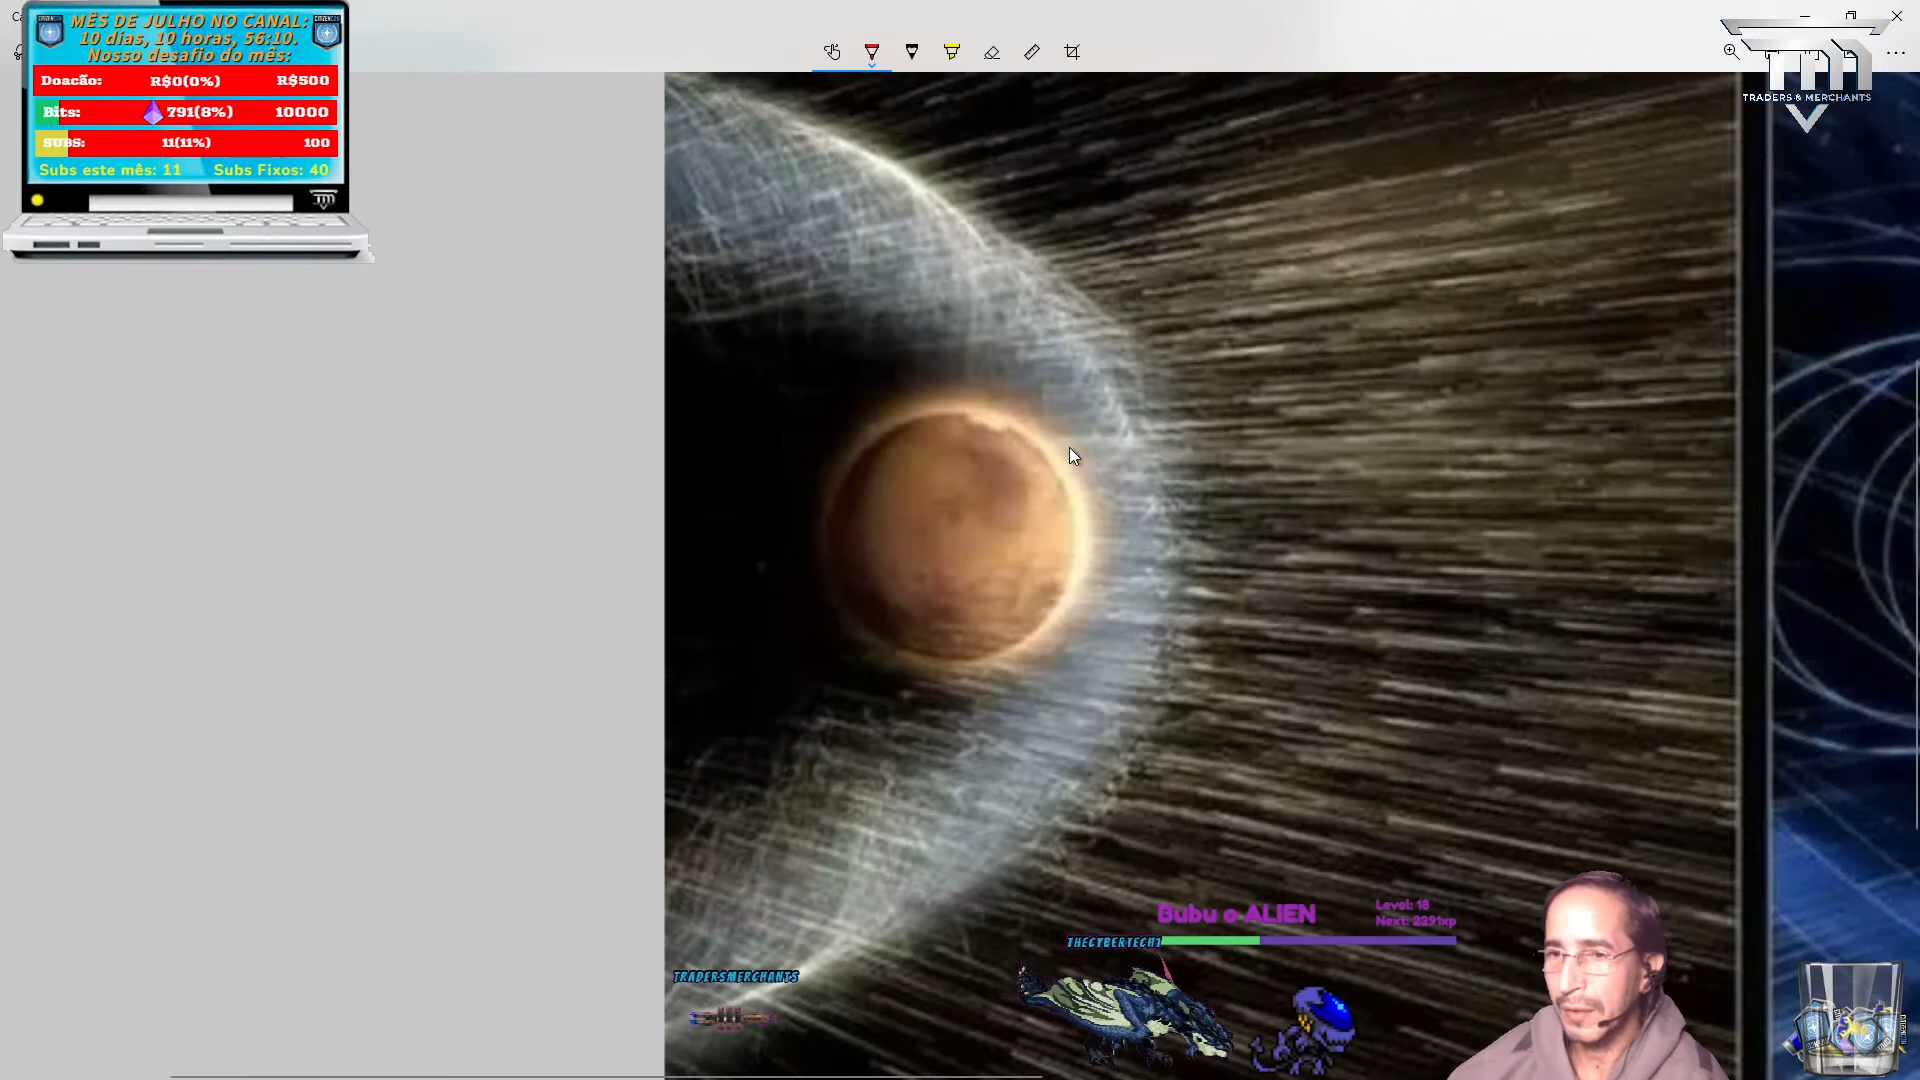 MÊS DE JULHO NO CANAL:
10 dias, 10 horas, 56:10.
Nosso desafio do mês:
Doacão: R$0(0%) R$500
Bits: 791(8%) 10000
SUBS: 11(11%) 100
Subs este mês: 11 Subs Fixos: 40
TRADERS & MERCHANTS
Bubu o ALIEN
Level: 18
Next: 2291xp
THECYBERTECH1
TRADERSMERCHANTS